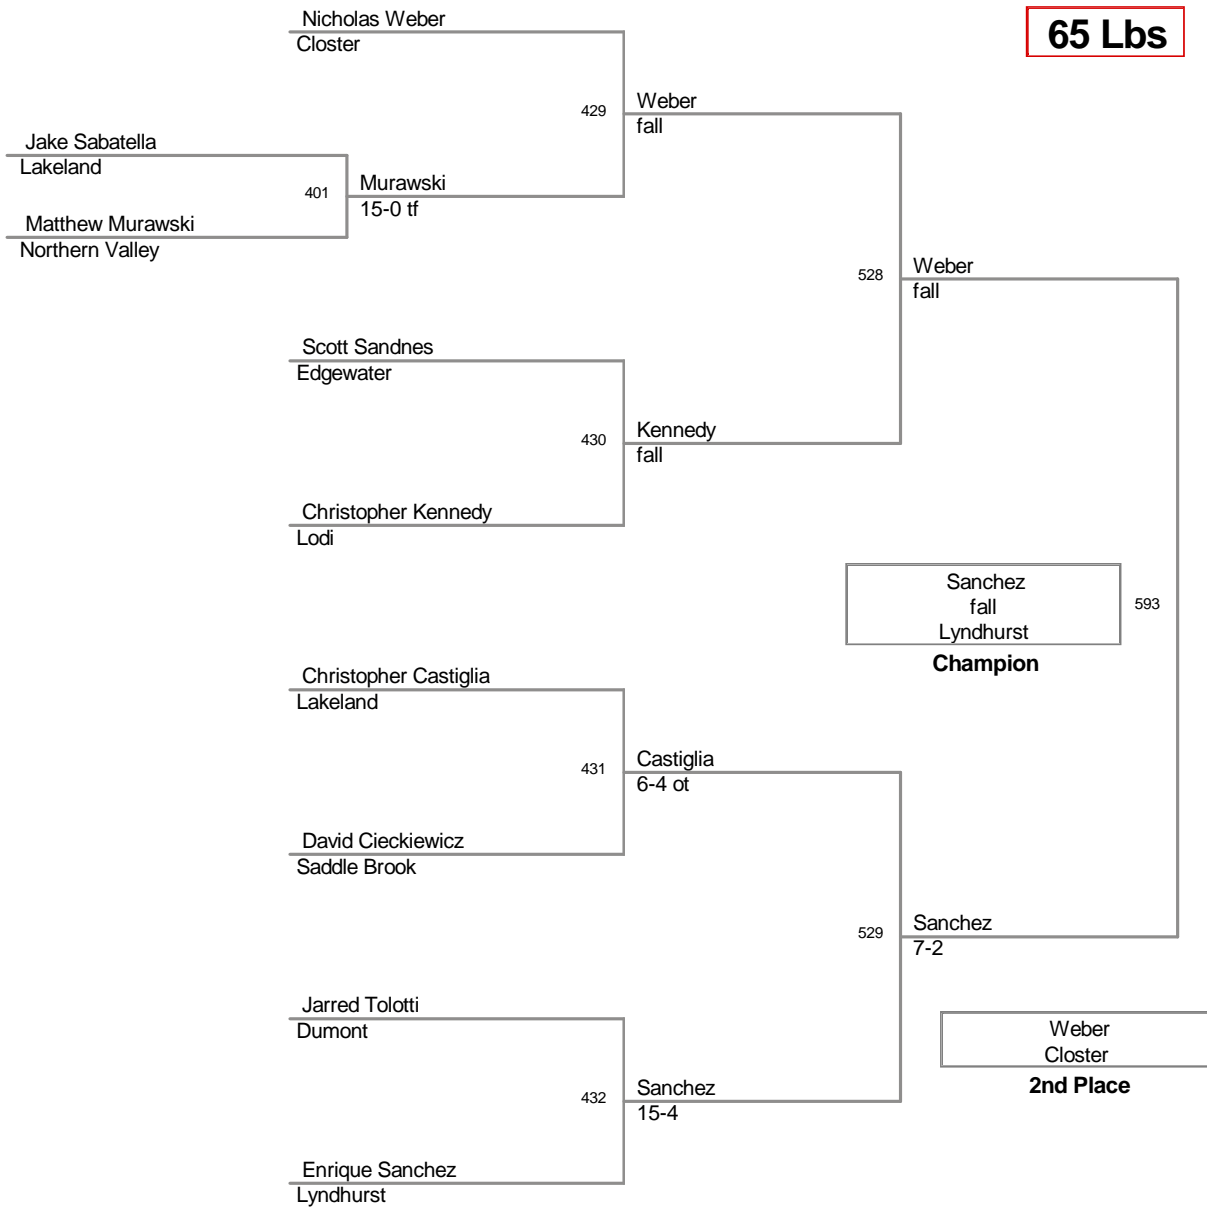 Nicholas Weber
Closter
65 Lbs
429
Weber
fall
Jake Sabatella
Lakeland
401
Murawski
15-0 tf
Matthew Murawski
Northern Valley
528
Weber
fall
Scott Sandnes
Edgewater
430
Kennedy
fall
Christopher Kennedy
Lodi
Sanchez
fall
Lyndhurst
593
Champion
Christopher Castiglia
Lakeland
431
Castiglia
6-4 ot
David Cieckiewicz
Saddle Brook
529
Sanchez
7-2
Jarred Tolotti
Dumont
Weber
Closter
2nd Place
432
Sanchez
15-4
Enrique Sanchez
Lyndhurst